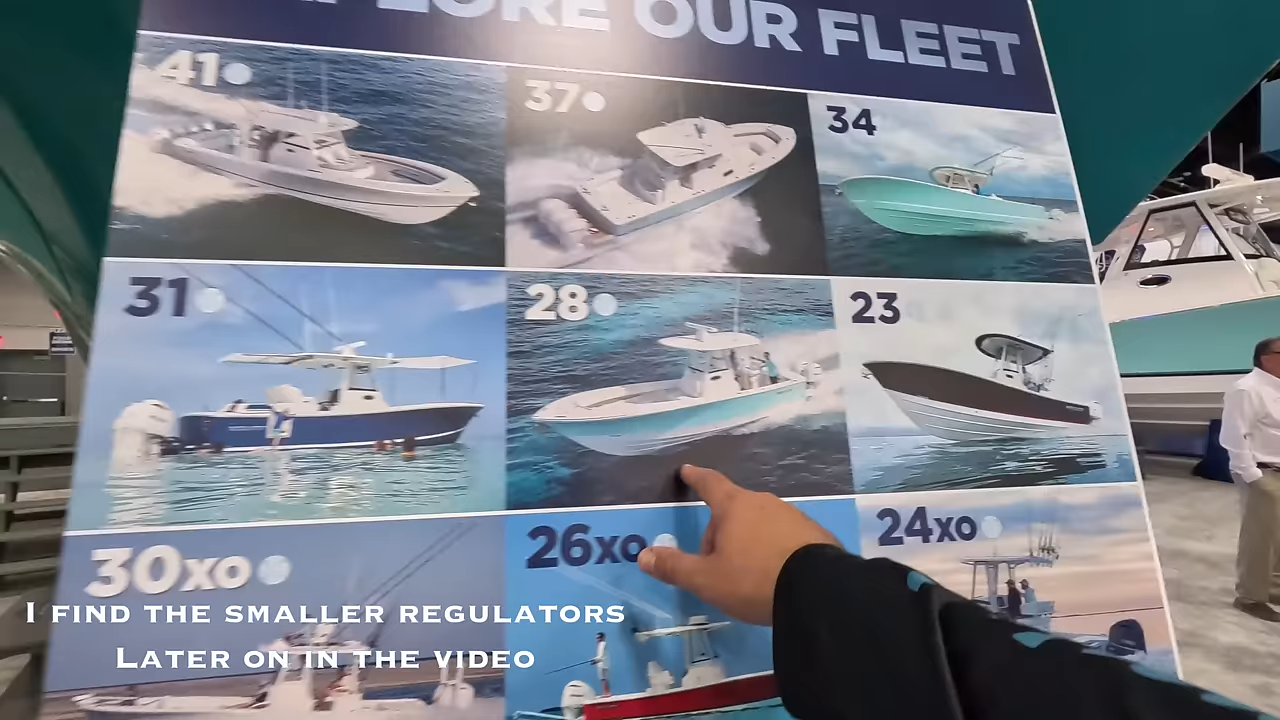 EXPLORE OUR FLEET
41
37
34
31
28
23
30XO
26XO
24XO
I FIND THE SMALLER REGULATORS
LATER ON IN THE VIDEO